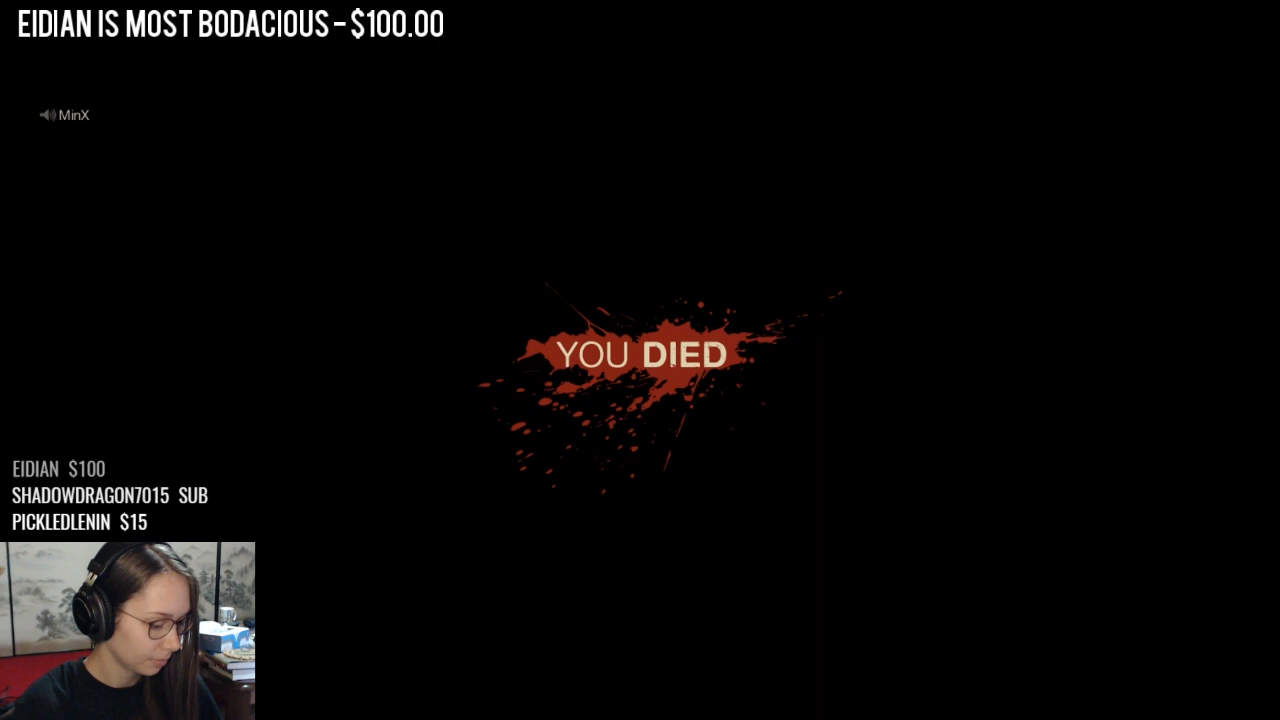 EIDIAN IS MOST BODACIOUS - $100.00
MinX
YOU DIED
EIDIAN $100
SHADOWDRAGON7015 SUB
PICKLEDLENIN $15